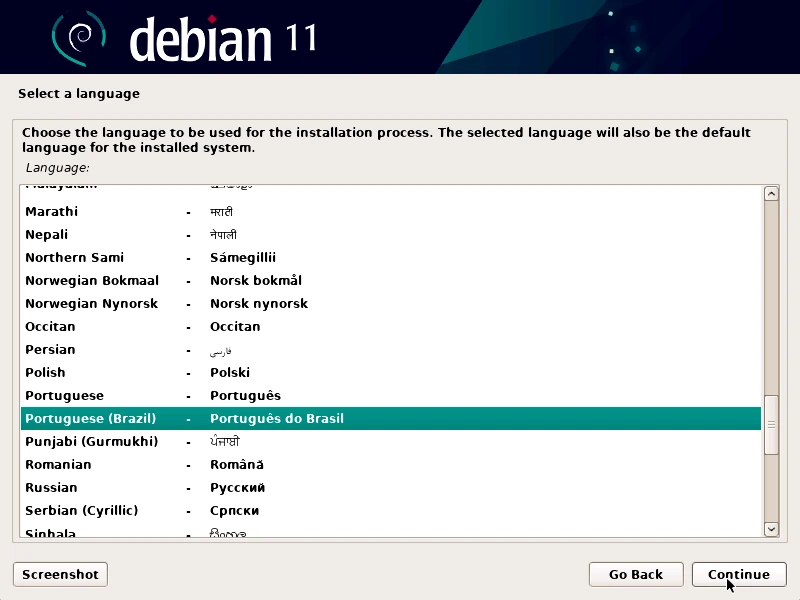 debian 11
Select a language
Choose the language to be used for the installation process. The selected language will also be the default
language for the installed system.
Language:
Marathi - मराठी
Nepali - नेपाली
Northern Sami - Sámegillii
Norwegian Bokmaal - Norsk bokmål
Norwegian Nynorsk - Norsk nynorsk
Occitan - Occitan
Persian - فارسی
Polish - Polski
Portuguese - Português
Portuguese (Brazil) - Português do Brasil
Punjabi (Gurmukhi) - ਪੰਜਾਬੀ
Romanian - Română
Russian - Русский
Serbian (Cyrillic) - Српски
Sinhala - සිංහල
Screenshot
Go Back
Continue